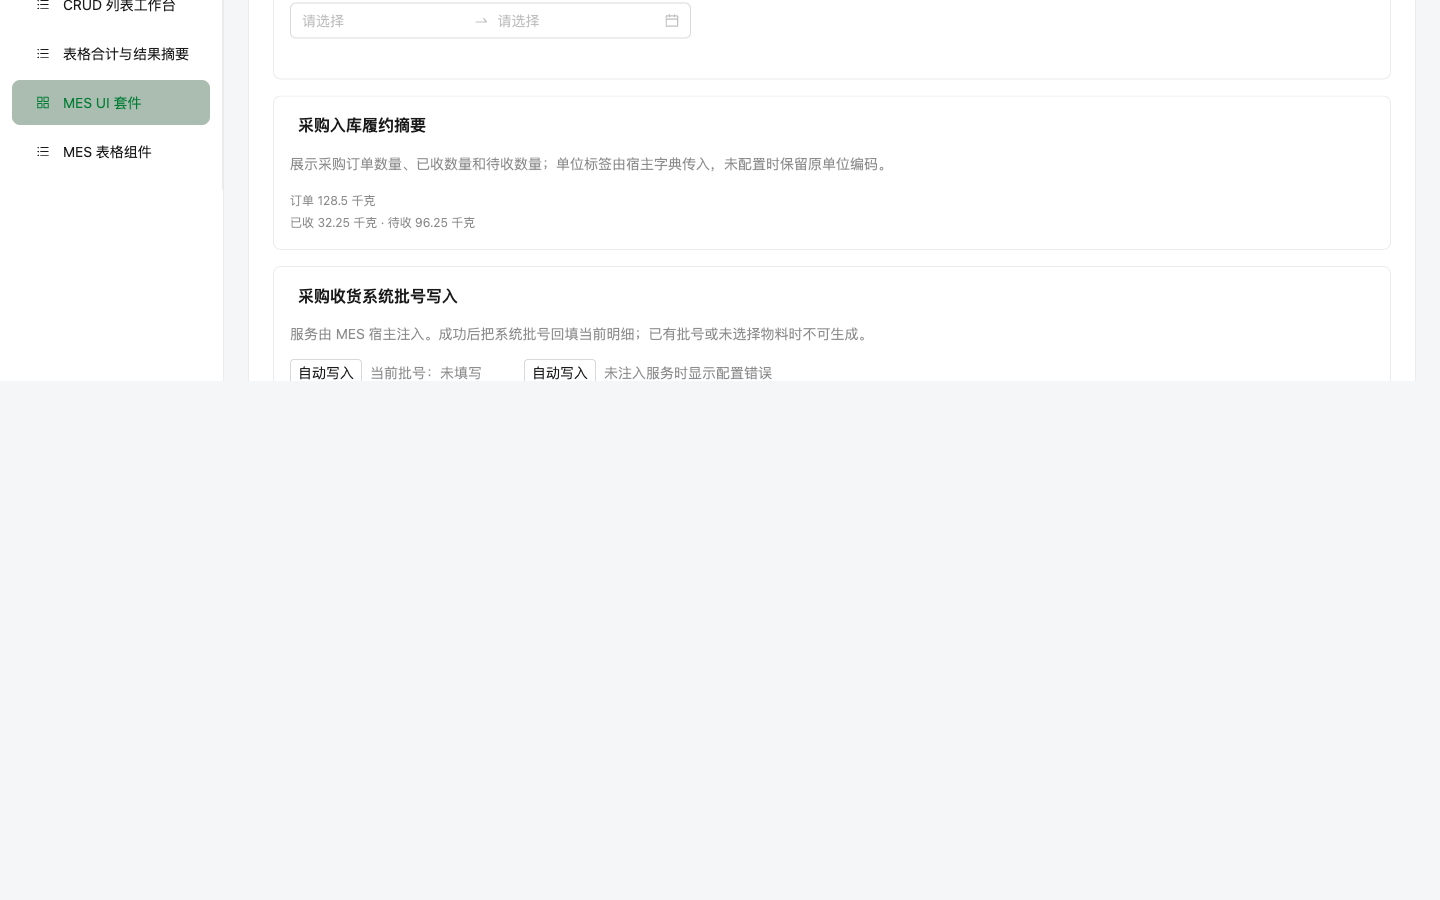 CRUD 列表工作台
表格合计与结果摘要
MES UI 套件
MES 表格组件
请选择 请选择
采购入库履约摘要
展示采购订单数量、已收数量和待收数量；单位标签由宿主字典传入，未配置时保留原单位编码。
订单 128.5 千克
已收 32.25 千克 · 待收 96.25 千克
采购收货系统批号写入
服务由 MES 宿主注入。成功后把系统批号回填当前明细；已有批号或未选择物料时不可生成。
自动写入 当前批号：未填写 自动写入 未注入服务时显示配置错误